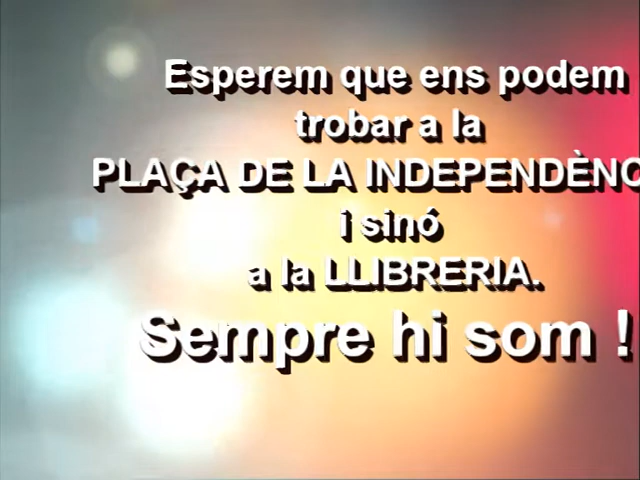 Esperem que ens podem
trobar a la
PLAÇA DE LA INDEPENDÈNC
i sinó
a la LLIBRERIA.
Sempre hi som !